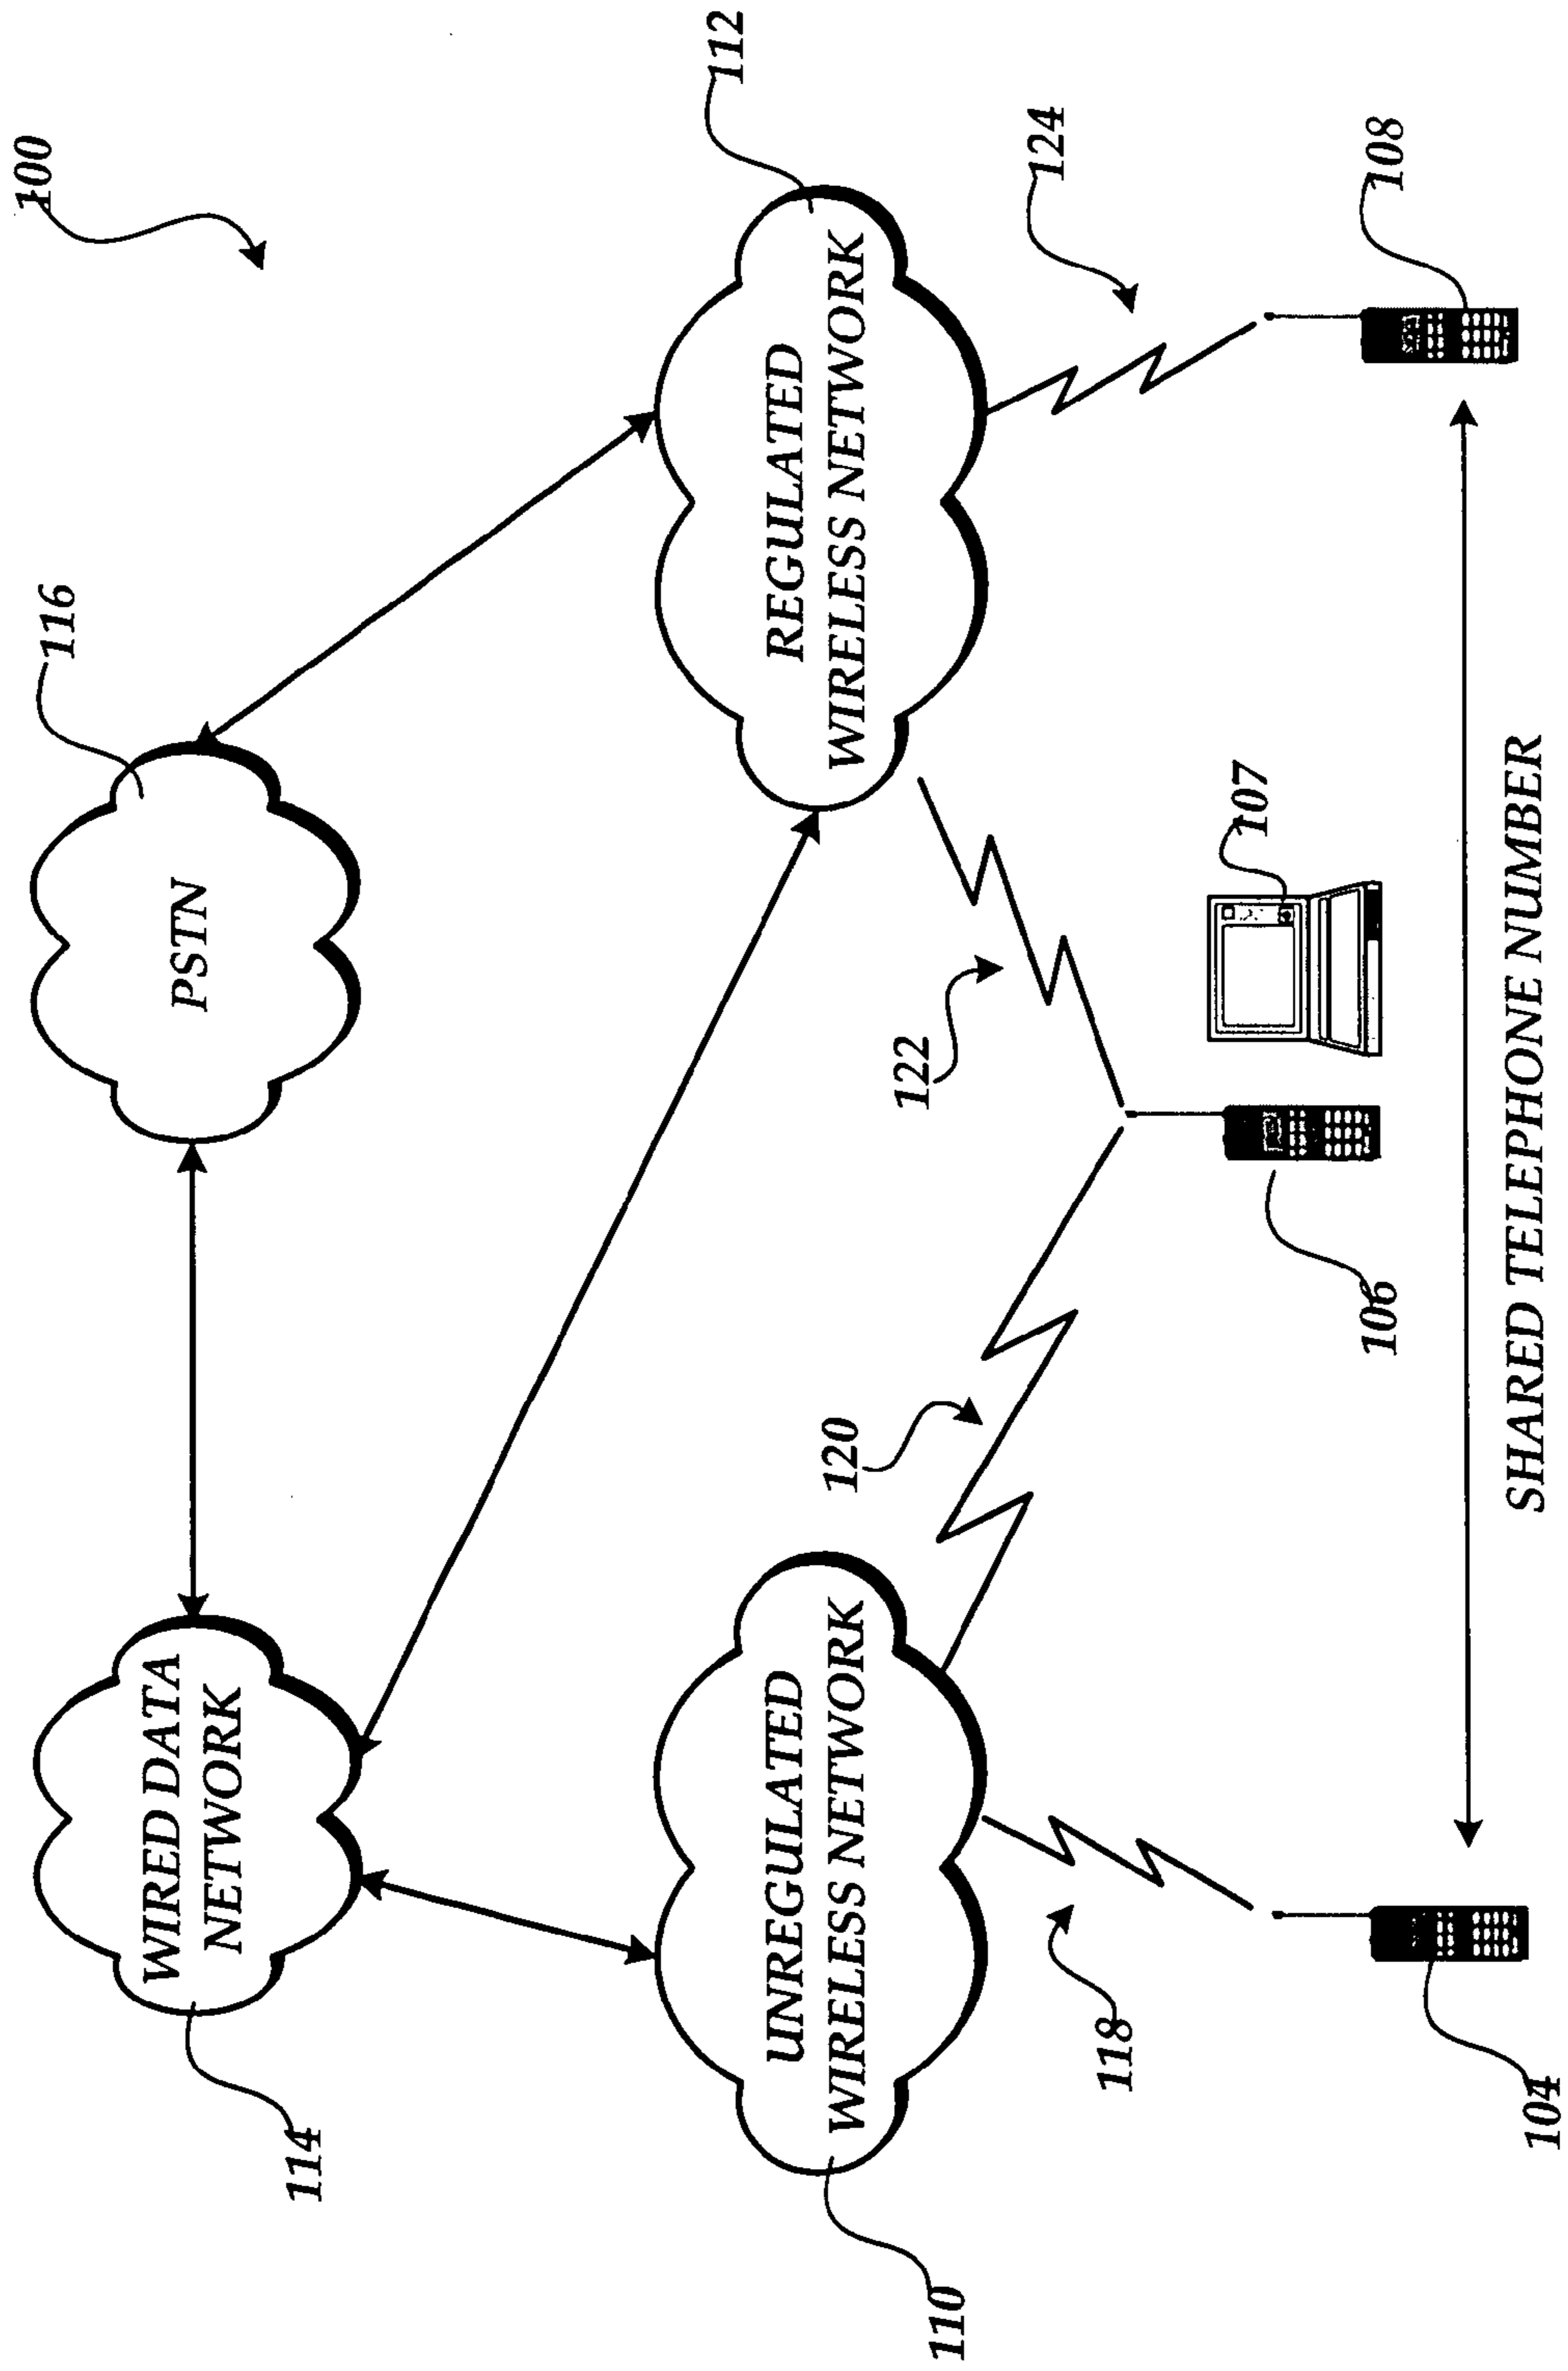 100
116
112
114
PSTN
WIRED DATA
NETWORK
REGULATED
WIRELESS NETWORK
UNREGULATED
WIRELESS NETWORK
110
124
122
120
118
107
108
106
104
SHARED TELEPHONE NUMBER